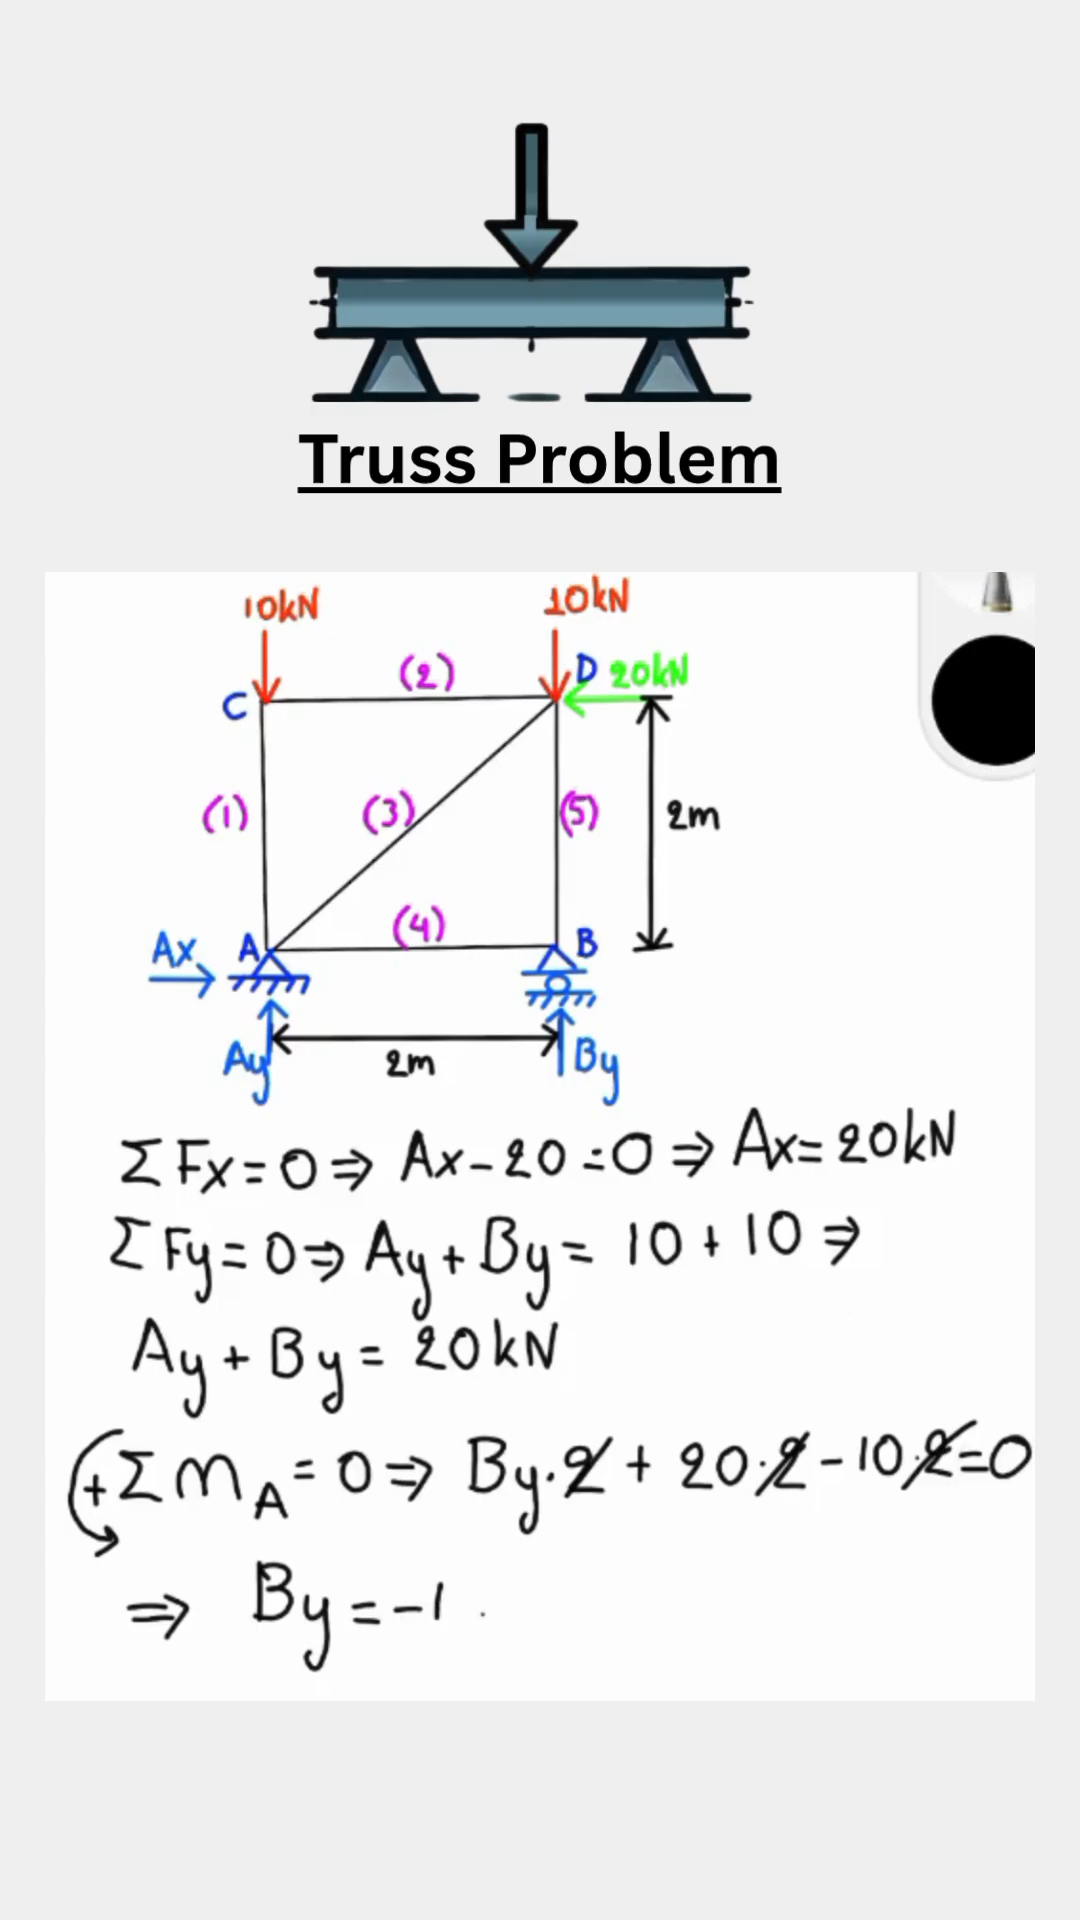 Truss Problem
10kN 10kN
(2) D 20kN
C
(1) (3) (5) 2m
(4)
Ax A B
Ay 2m By
ΣFx=0⇒ Ax-20=0⇒ Ax=20kN
ΣFy=0⇒ Ay+By= 10+10⇒
Ay+By= 20kN
+ΣmA=0⇒ By·2+20·2-10·2=0
⇒ By=-1